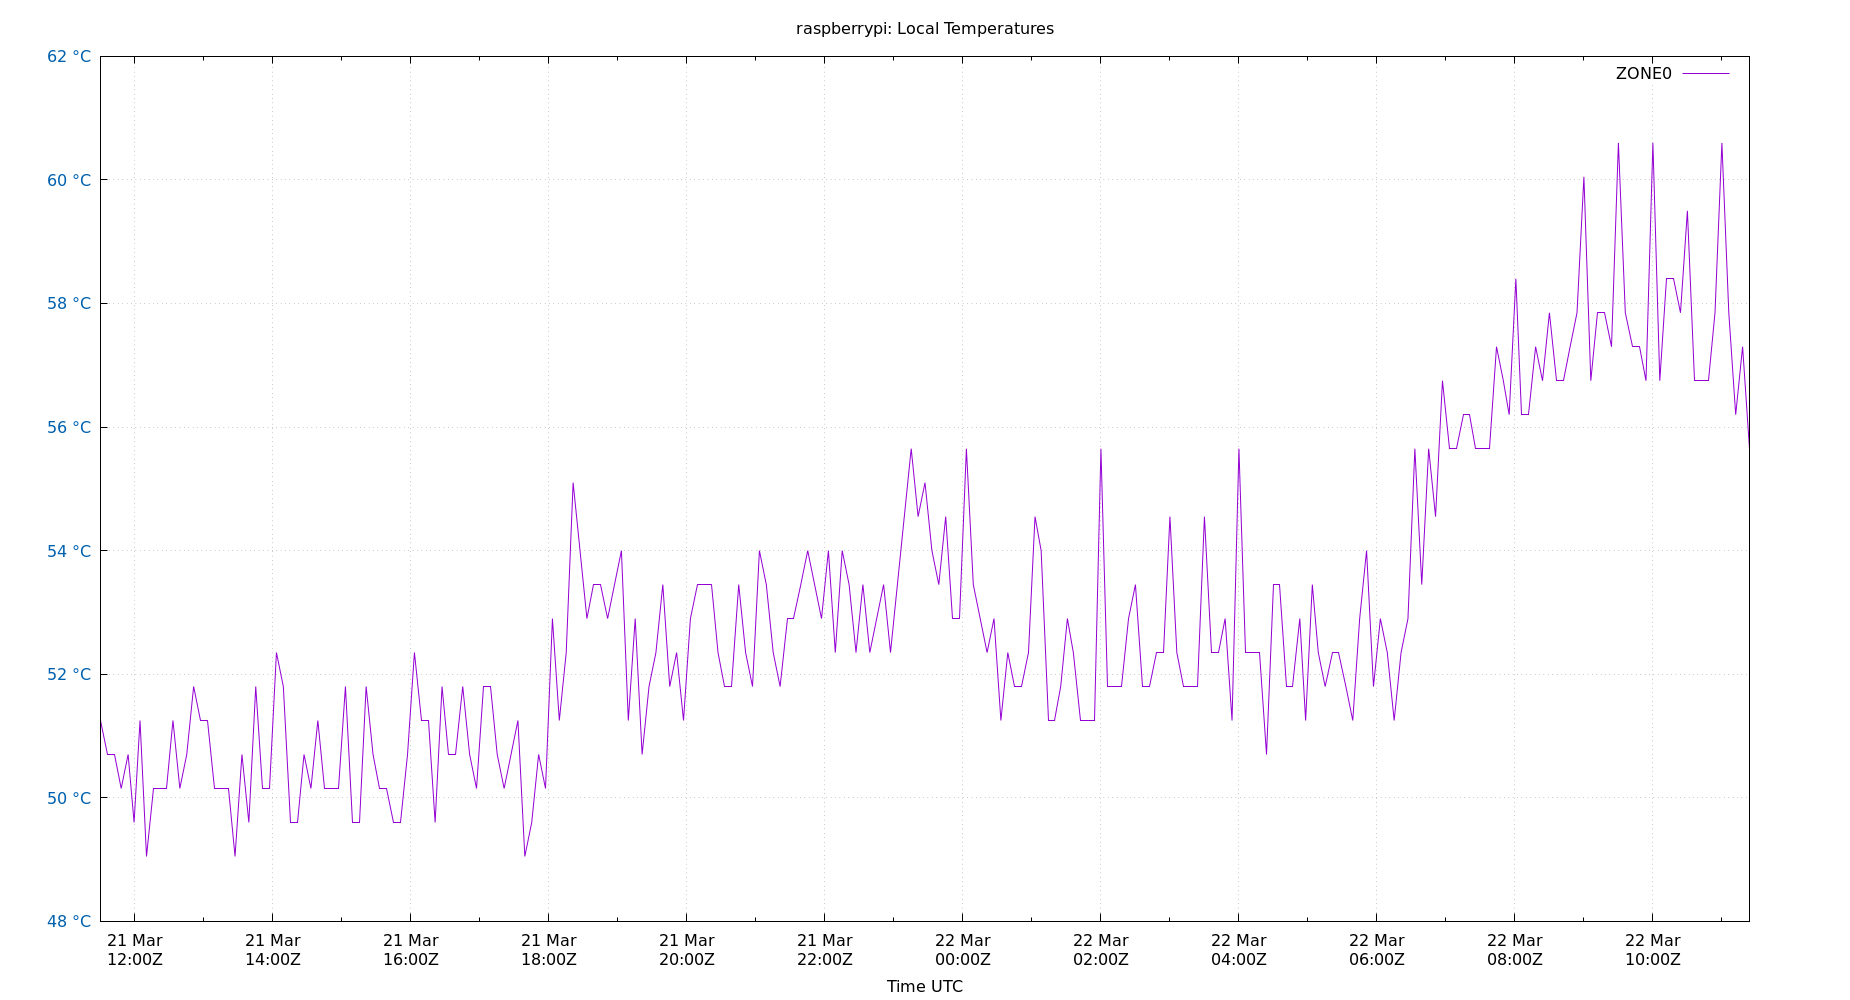 raspberrypi: Local Temperatures
62 °C
ZONE0
60 °C
58 °C
56 °C
54 °C
52 °C
50 °C
48 °C
21 Mar 21 Mar 21 Mar 21 Mar 21 Mar 21 Mar 22 Mar 22 Mar 22 Mar 22 Mar 22 Mar 22 Mar
12:00Z 14:00Z 16:00Z 18:00Z 20:00Z 22:00Z 00:00Z 02:00Z 04:00Z 06:00Z 08:00Z 10:00Z
Time UTC